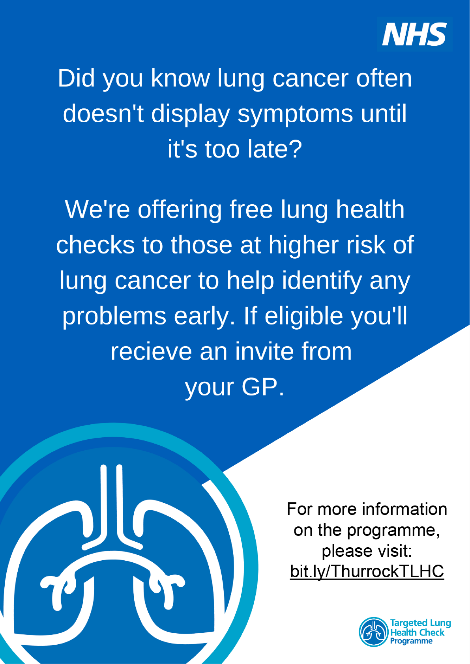 NHS
Did you know lung cancer often
doesn't display symptoms until
it's too late?
We're offering free lung health
checks to those at higher risk of
lung cancer to help identify any
problems early. If eligible you'll
recieve an invite from
your GP.
For more information
on the programme,
please visit:
bit.ly/ThurrockTLHC
Targeted Lung
Health Check
Programme